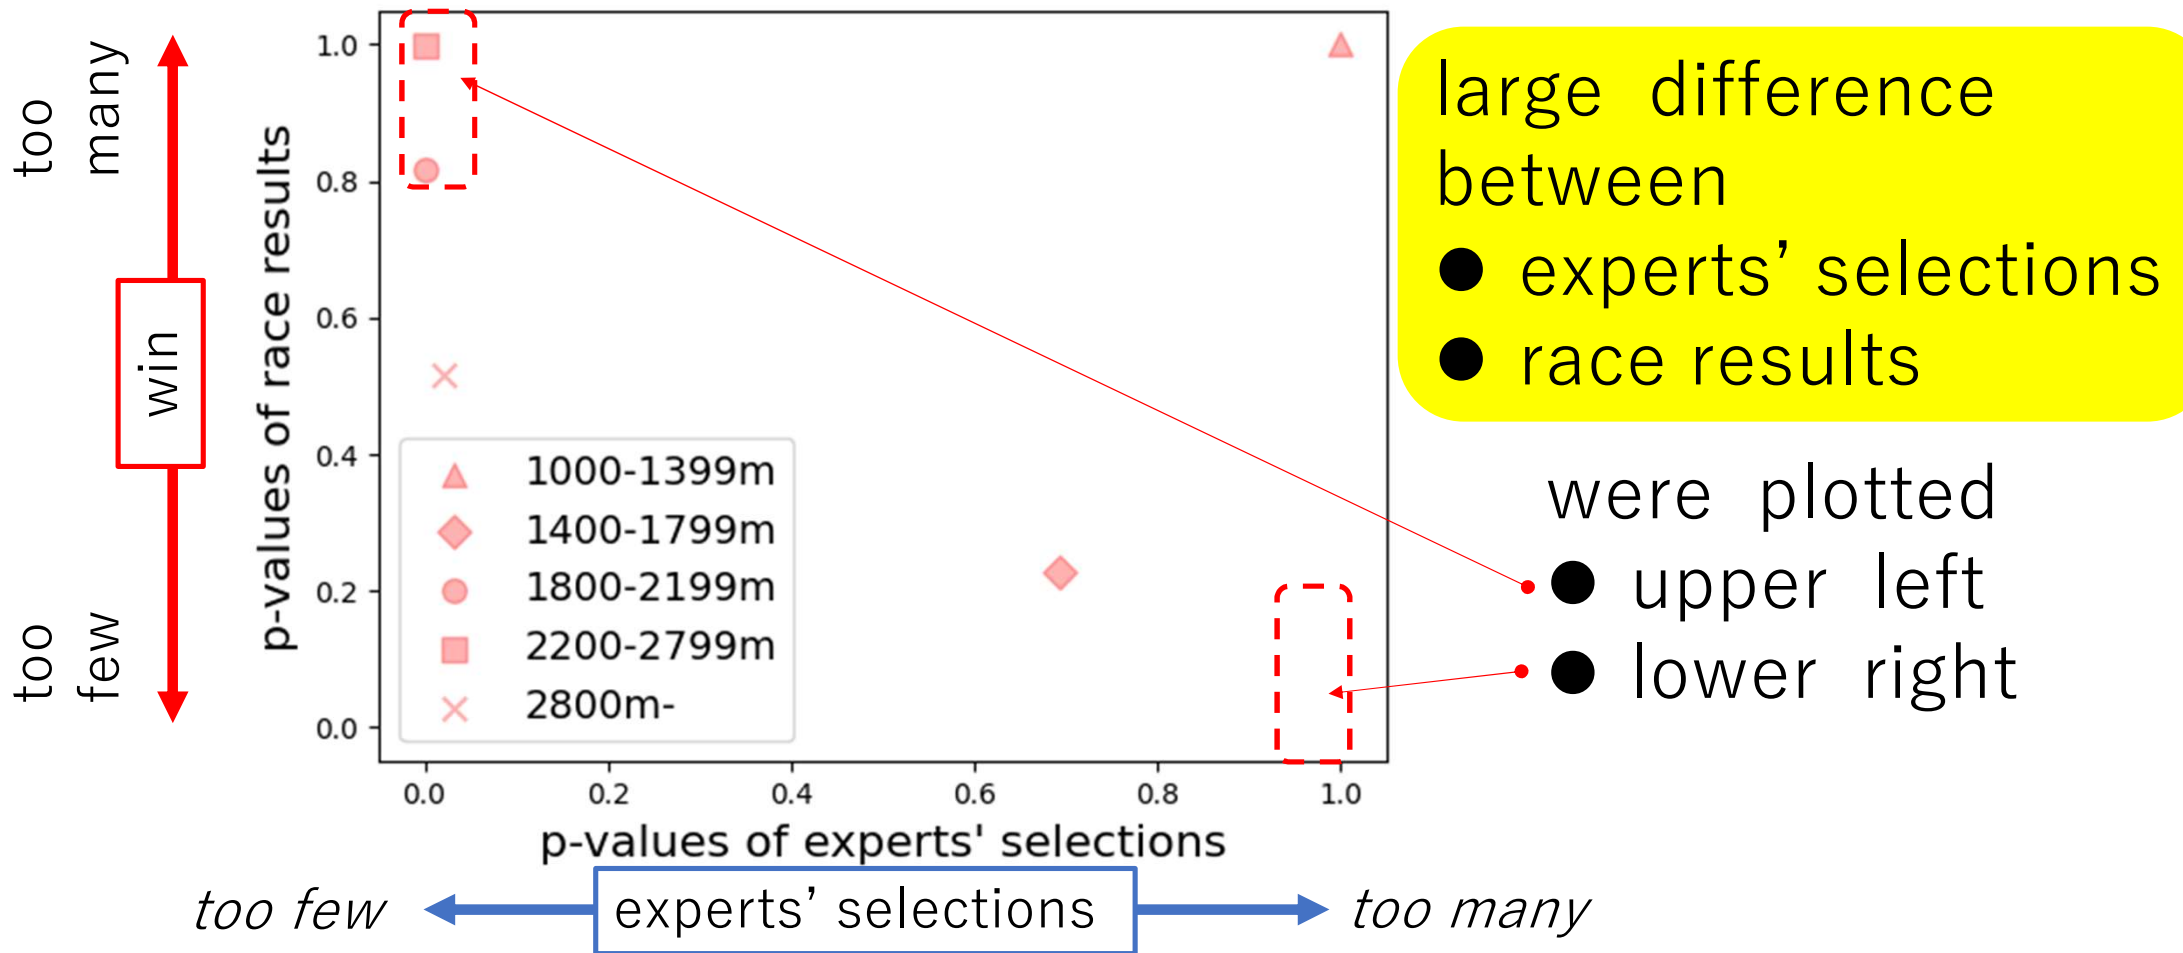 too
many
win
too
few
p-values of race results
1.0
0.8
0.6
0.4
0.2
0.0
1000-1399m
1400-1799m
1800-2199m
2200-2799m
2800m-
0.0 0.2 0.4 0.6 0.8 1.0
p-values of experts' selections
too few experts’ selections too many
large difference
between
● experts’ selections
● race results
were plotted
● upper left
● lower right